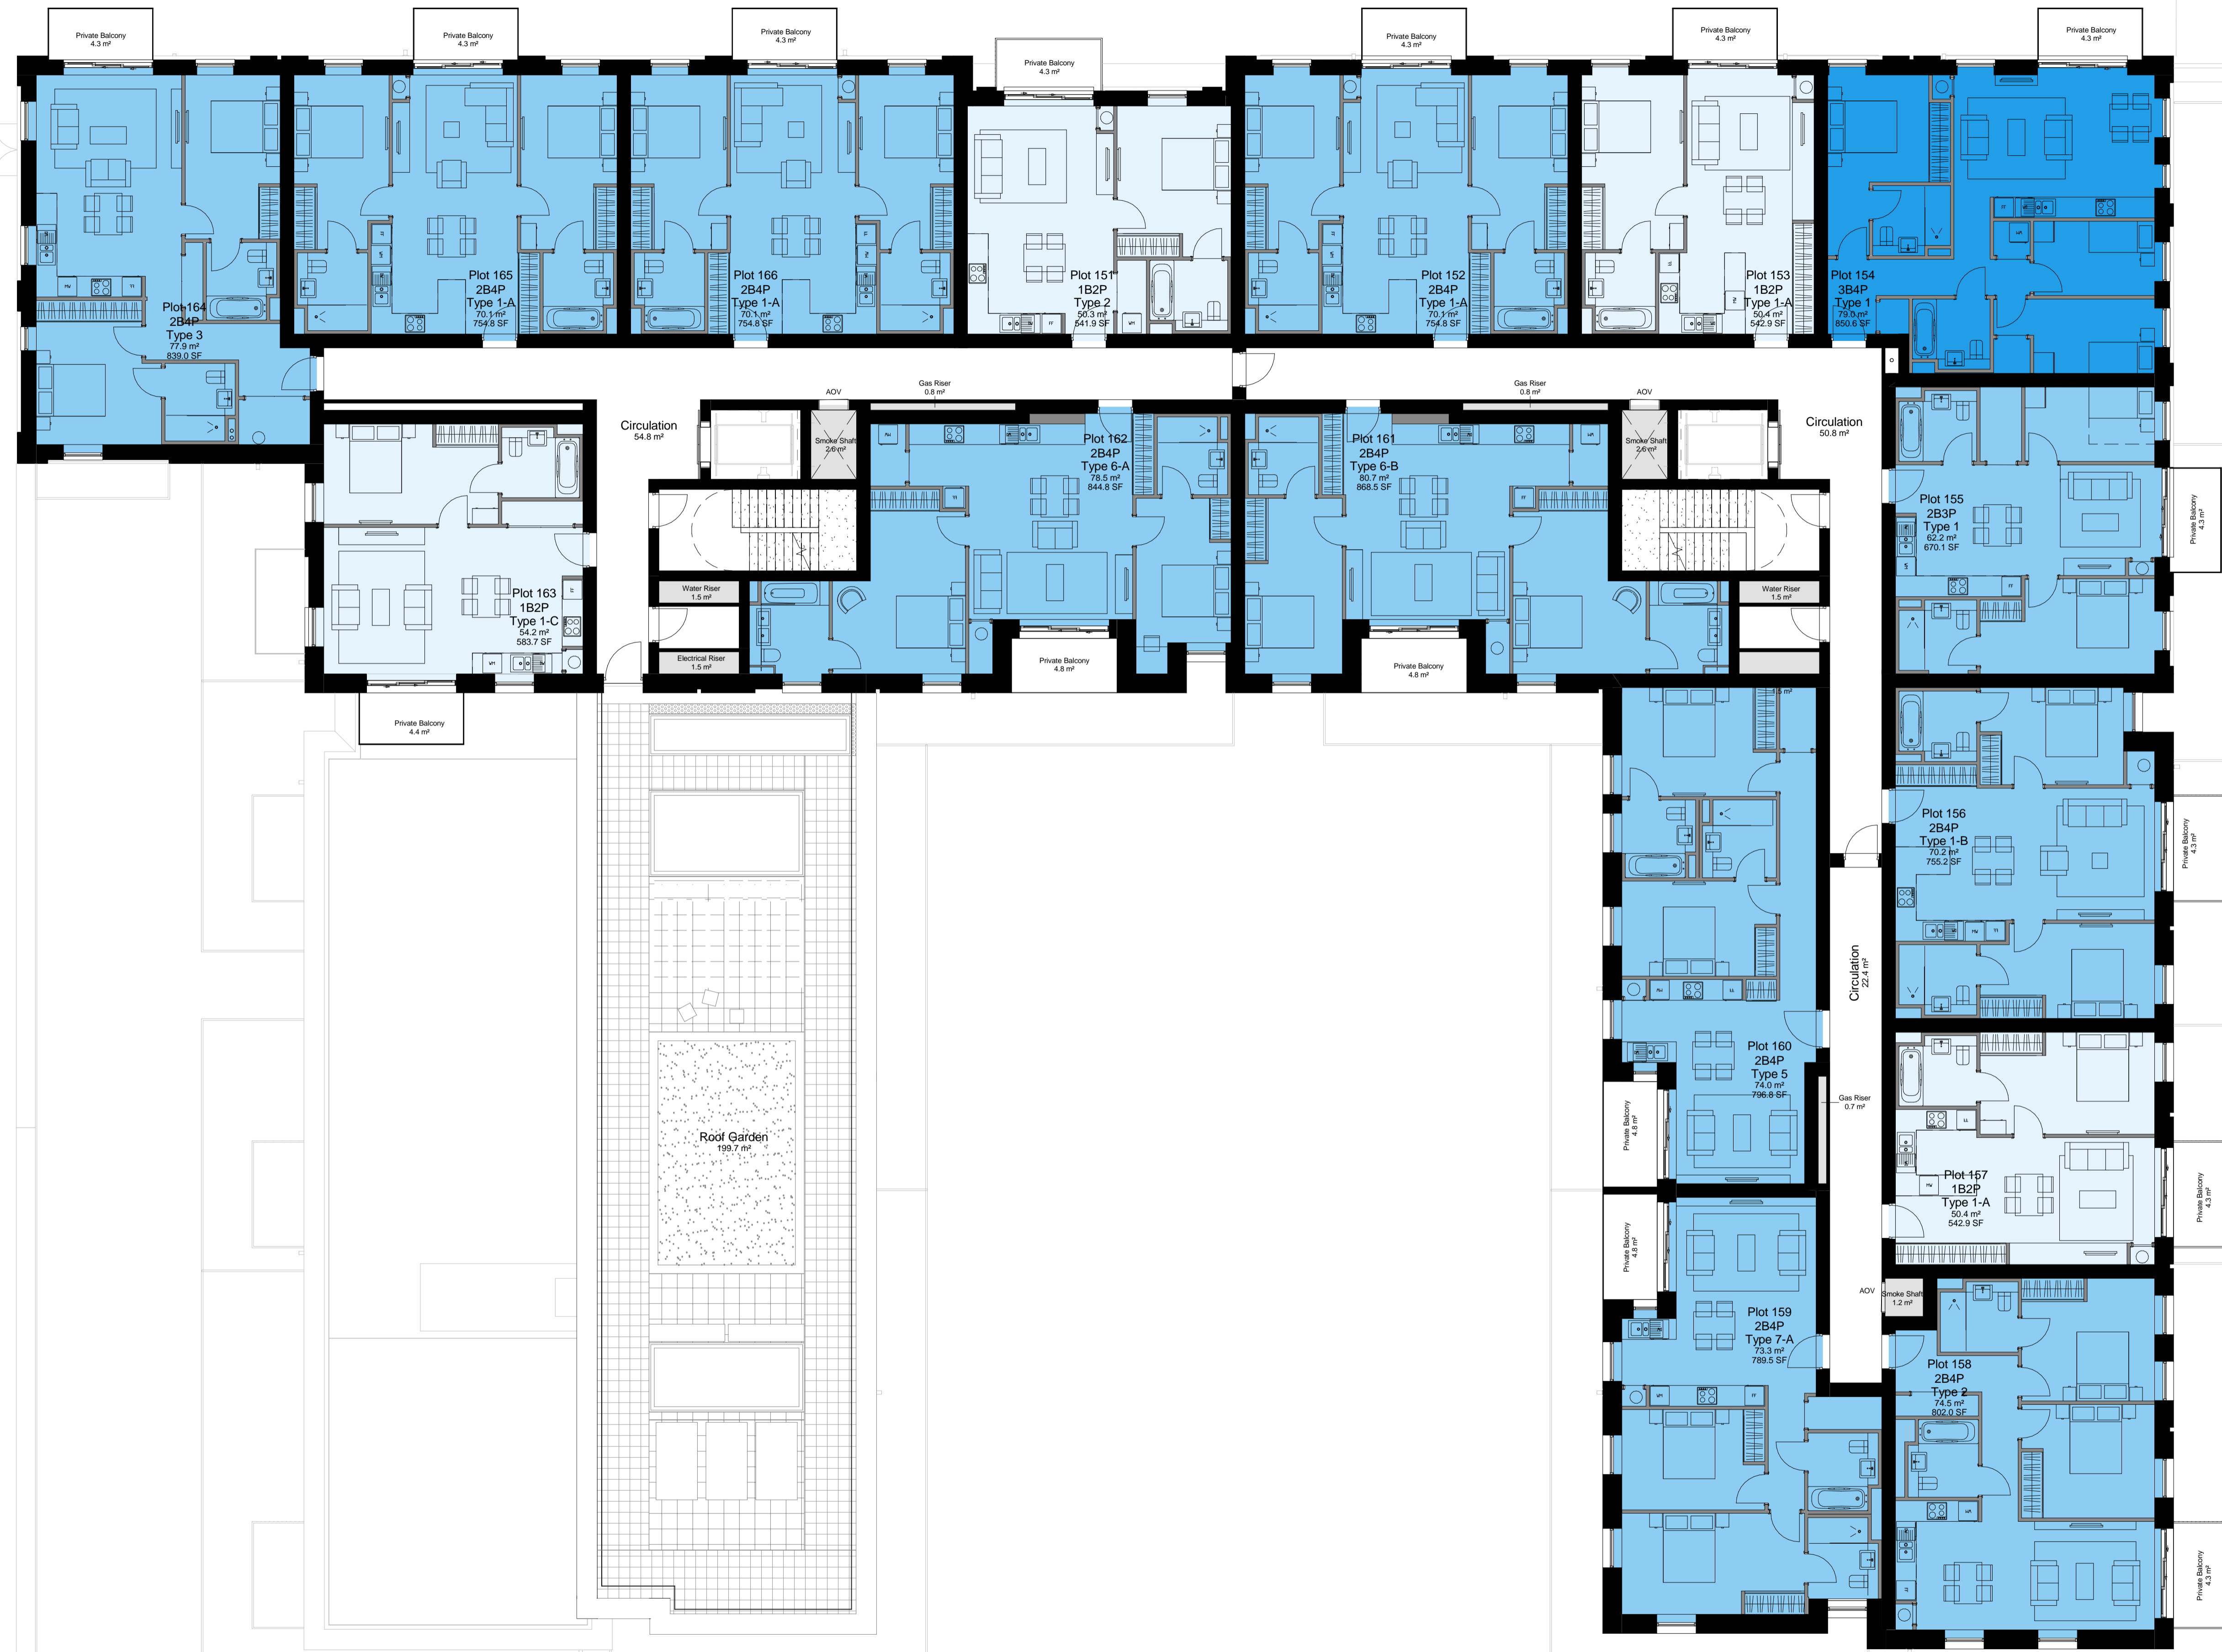 Private Balcony
4.3 m²
Private Balcony
4.3 m²
Private Balcony
4.3 m²
Private Balcony
4.3 m²
Private Balcony
4.3 m²
Private Balcony
4.3 m²
Private Balcony
4.3 m²
Plot 164
2B4P
Type 3
77.9 m²
839.0 SF
Plot 165
2B4P
Type 1-A
70.1 m²
754.8 SF
Plot 166
2B4P
Type 1-A
70.1 m²
754.8 SF
Plot 151
1B2P
Type 2
50.3 m²
541.9 SF
Plot 152
2B4P
Type 1-A
70.1 m²
754.8 SF
Plot 153
1B2P
Type 1-A
50.4 m²
542.9 SF
Plot 154
3B4P
Type 1
79.0 m²
850.6 SF
Circulation
54.8 m²
AOV
Smoke Shaft
2.6 m²
Gas Riser
0.8 m²
Gas Riser
0.8 m²
AOV
Smoke Shaft
2.6 m²
Circulation
50.8 m²
Plot 162
2B4P
Type 6-A
78.5 m²
844.8 SF
Plot 161
2B4P
Type 6-B
80.7 m²
868.5 SF
Plot 155
2B3P
Type 1
62.2 m²
670.1 SF
Private Balcony
4.3 m²
Plot 163
1B2P
Type 1-C
54.2 m²
583.7 SF
Water Riser
1.5 m²
Electrical Riser
1.5 m²
Water Riser
1.5 m²
1.5 m²
Private Balcony
4.8 m²
Private Balcony
4.8 m²
Private Balcony
4.4 m²
Plot 156
2B4P
Type 1-B
70.2 m²
755.2 SF
Private Balcony
4.3 m²
Circulation
22.4 m²
Plot 160
2B4P
Type 5
74.0 m²
796.8 SF
Private Balcony
4.8 m²
Gas Riser
0.7 m²
Roof Garden
199.7 m²
Plot 157
1B2P
Type 1-A
50.4 m²
542.9 SF
Private Balcony
4.3 m²
Private Balcony
4.8 m²
AOV
Smoke Shaft
1.2 m²
Plot 159
2B4P
Type 7-A
73.3 m²
789.5 SF
Plot 158
2B4P
Type 2
74.5 m²
802.0 SF
Private Balcony
4.3 m²